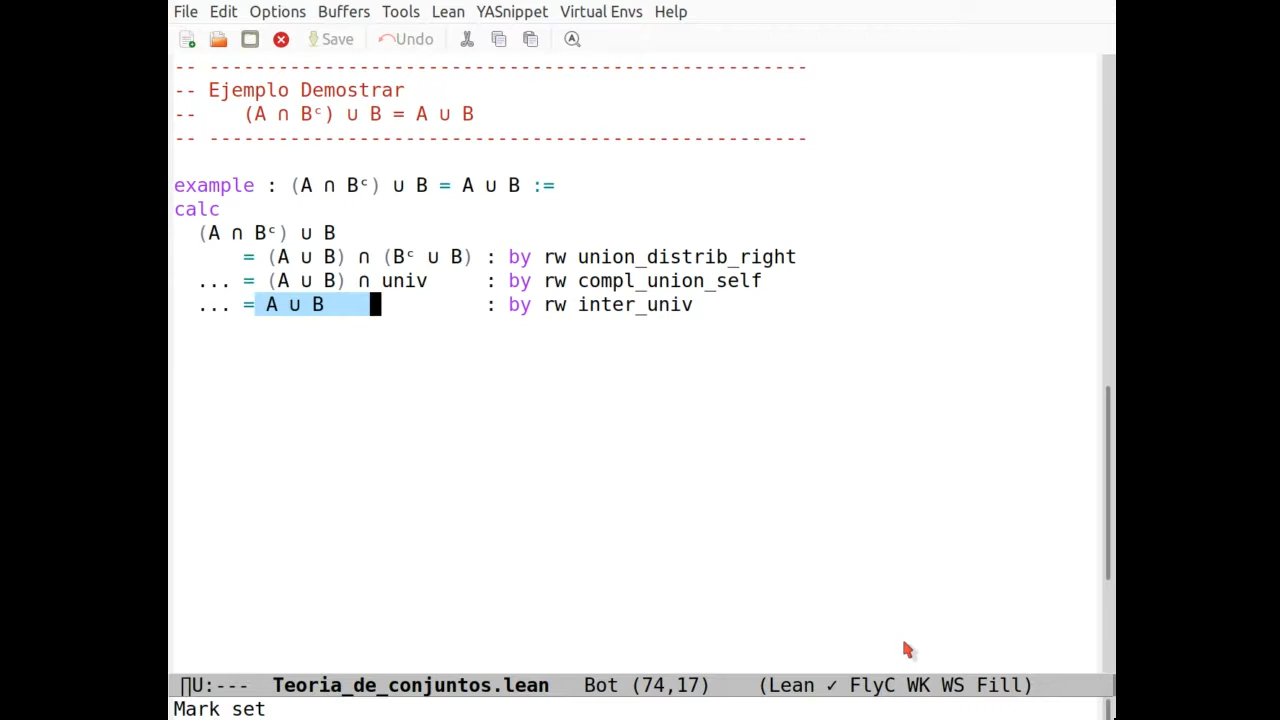 File Edit Options Buffers Tools Lean YASnippet Virtual Envs Help
Save Undo
-- ---------------------------------------------------
-- Ejemplo Demostrar
--    (A ∩ Bᶜ) ∪ B = A ∪ B
-- ---------------------------------------------------
example : (A ∩ Bᶜ) ∪ B = A ∪ B :=
calc
  (A ∩ Bᶜ) ∪ B
      = (A ∪ B) ∩ (Bᶜ ∪ B) : by rw union_distrib_right
  ... = (A ∪ B) ∩ univ     : by rw compl_union_self
  ... = A ∪ B              : by rw inter_univ
∏U:---  Teoria_de_conjuntos.lean   Bot (74,17)    (Lean ✓ FlyC WK WS Fill)
Mark set